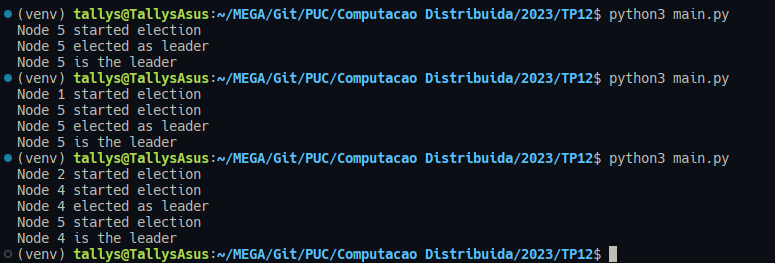 (venv) tallys@TallysAsus:~/MEGA/Git/PUC/Computacao Distribuida/2023/TP12$ python3 main.py
Node 5 started election
Node 5 elected as leader
Node 5 is the leader
(venv) tallys@TallysAsus:~/MEGA/Git/PUC/Computacao Distribuida/2023/TP12$ python3 main.py
Node 1 started election
Node 5 started election
Node 5 elected as leader
Node 5 is the leader
(venv) tallys@TallysAsus:~/MEGA/Git/PUC/Computacao Distribuida/2023/TP12$ python3 main.py
Node 2 started election
Node 4 started election
Node 4 elected as leader
Node 5 started election
Node 4 is the leader
(venv) tallys@TallysAsus:~/MEGA/Git/PUC/Computacao Distribuida/2023/TP12$